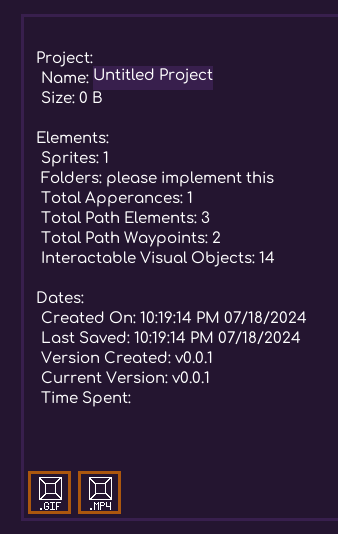 Project:
Name: Untitled Project
Size: 0 B
Elements:
Sprites: 1
Folders: please implement this
Total Apperances: 1
Total Path Elements: 3
Total Path Waypoints: 2
Interactable Visual Objects: 14
Dates:
Created On: 10:19:14 PM 07/18/2024
Last Saved: 10:19:14 PM 07/18/2024
Version Created: v0.0.1
Current Version: v0.0.1
Time Spent:
.GIF .MP4